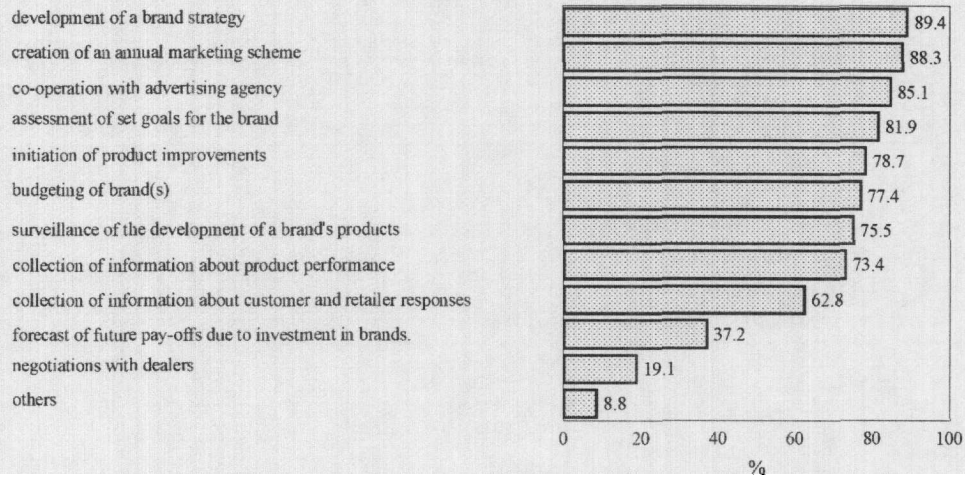 development of a brand strategy 89.4
creation of an annual marketing scheme 88.3
co-operation with advertising agency 85.1
assessment of set goals for the brand 81.9
initiation of product improvements 78.7
budgeting of brand(s) 77.4
surveillance of the development of a brand's products 75.5
collection of information about product performance 73.4
collection of information about customer and retailer responses 62.8
forecast of future pay-offs due to investment in brands. 37.2
negotiations with dealers 19.1
others 8.8
0 20 40 60 80 100
%